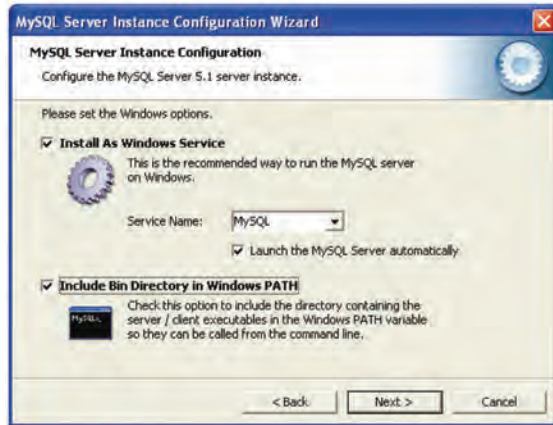 MySQL Server Instance Configuration Wizard
MySQL Server Instance Configuration
Configure the MySQL Server 5.1 server instance.
Please set the Windows options.
Install As Windows Service
This is the recommended way to run the MySQL server
on Windows.
Service Name: MySQL
Launch the MySQL Server automatically
Include Bin Directory in Windows PATH
Check this option to include the directory containing the
server / client executables in the Windows PATH variable
so they can be called from the command line.
< Back Next > Cancel